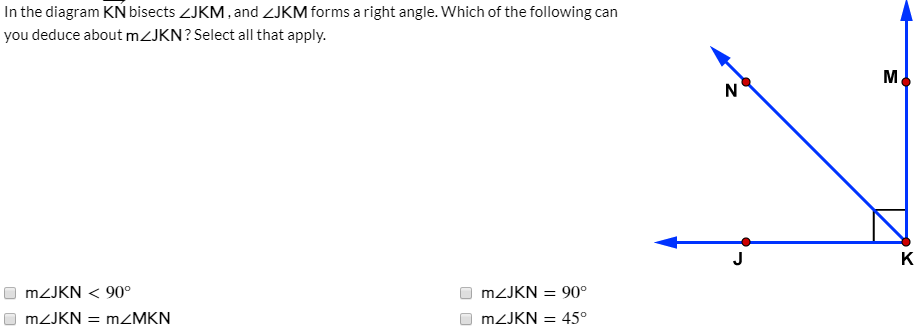 In the diagram KN bisects ∠JKM , and ∠JKM forms a right angle. Which of the following can
you deduce about m∠JKN ? Select all that apply.
M
N
J
K
m∠JKN < 90°
m∠JKN = 90°
m∠JKN = m∠MKN
m∠JKN = 45°